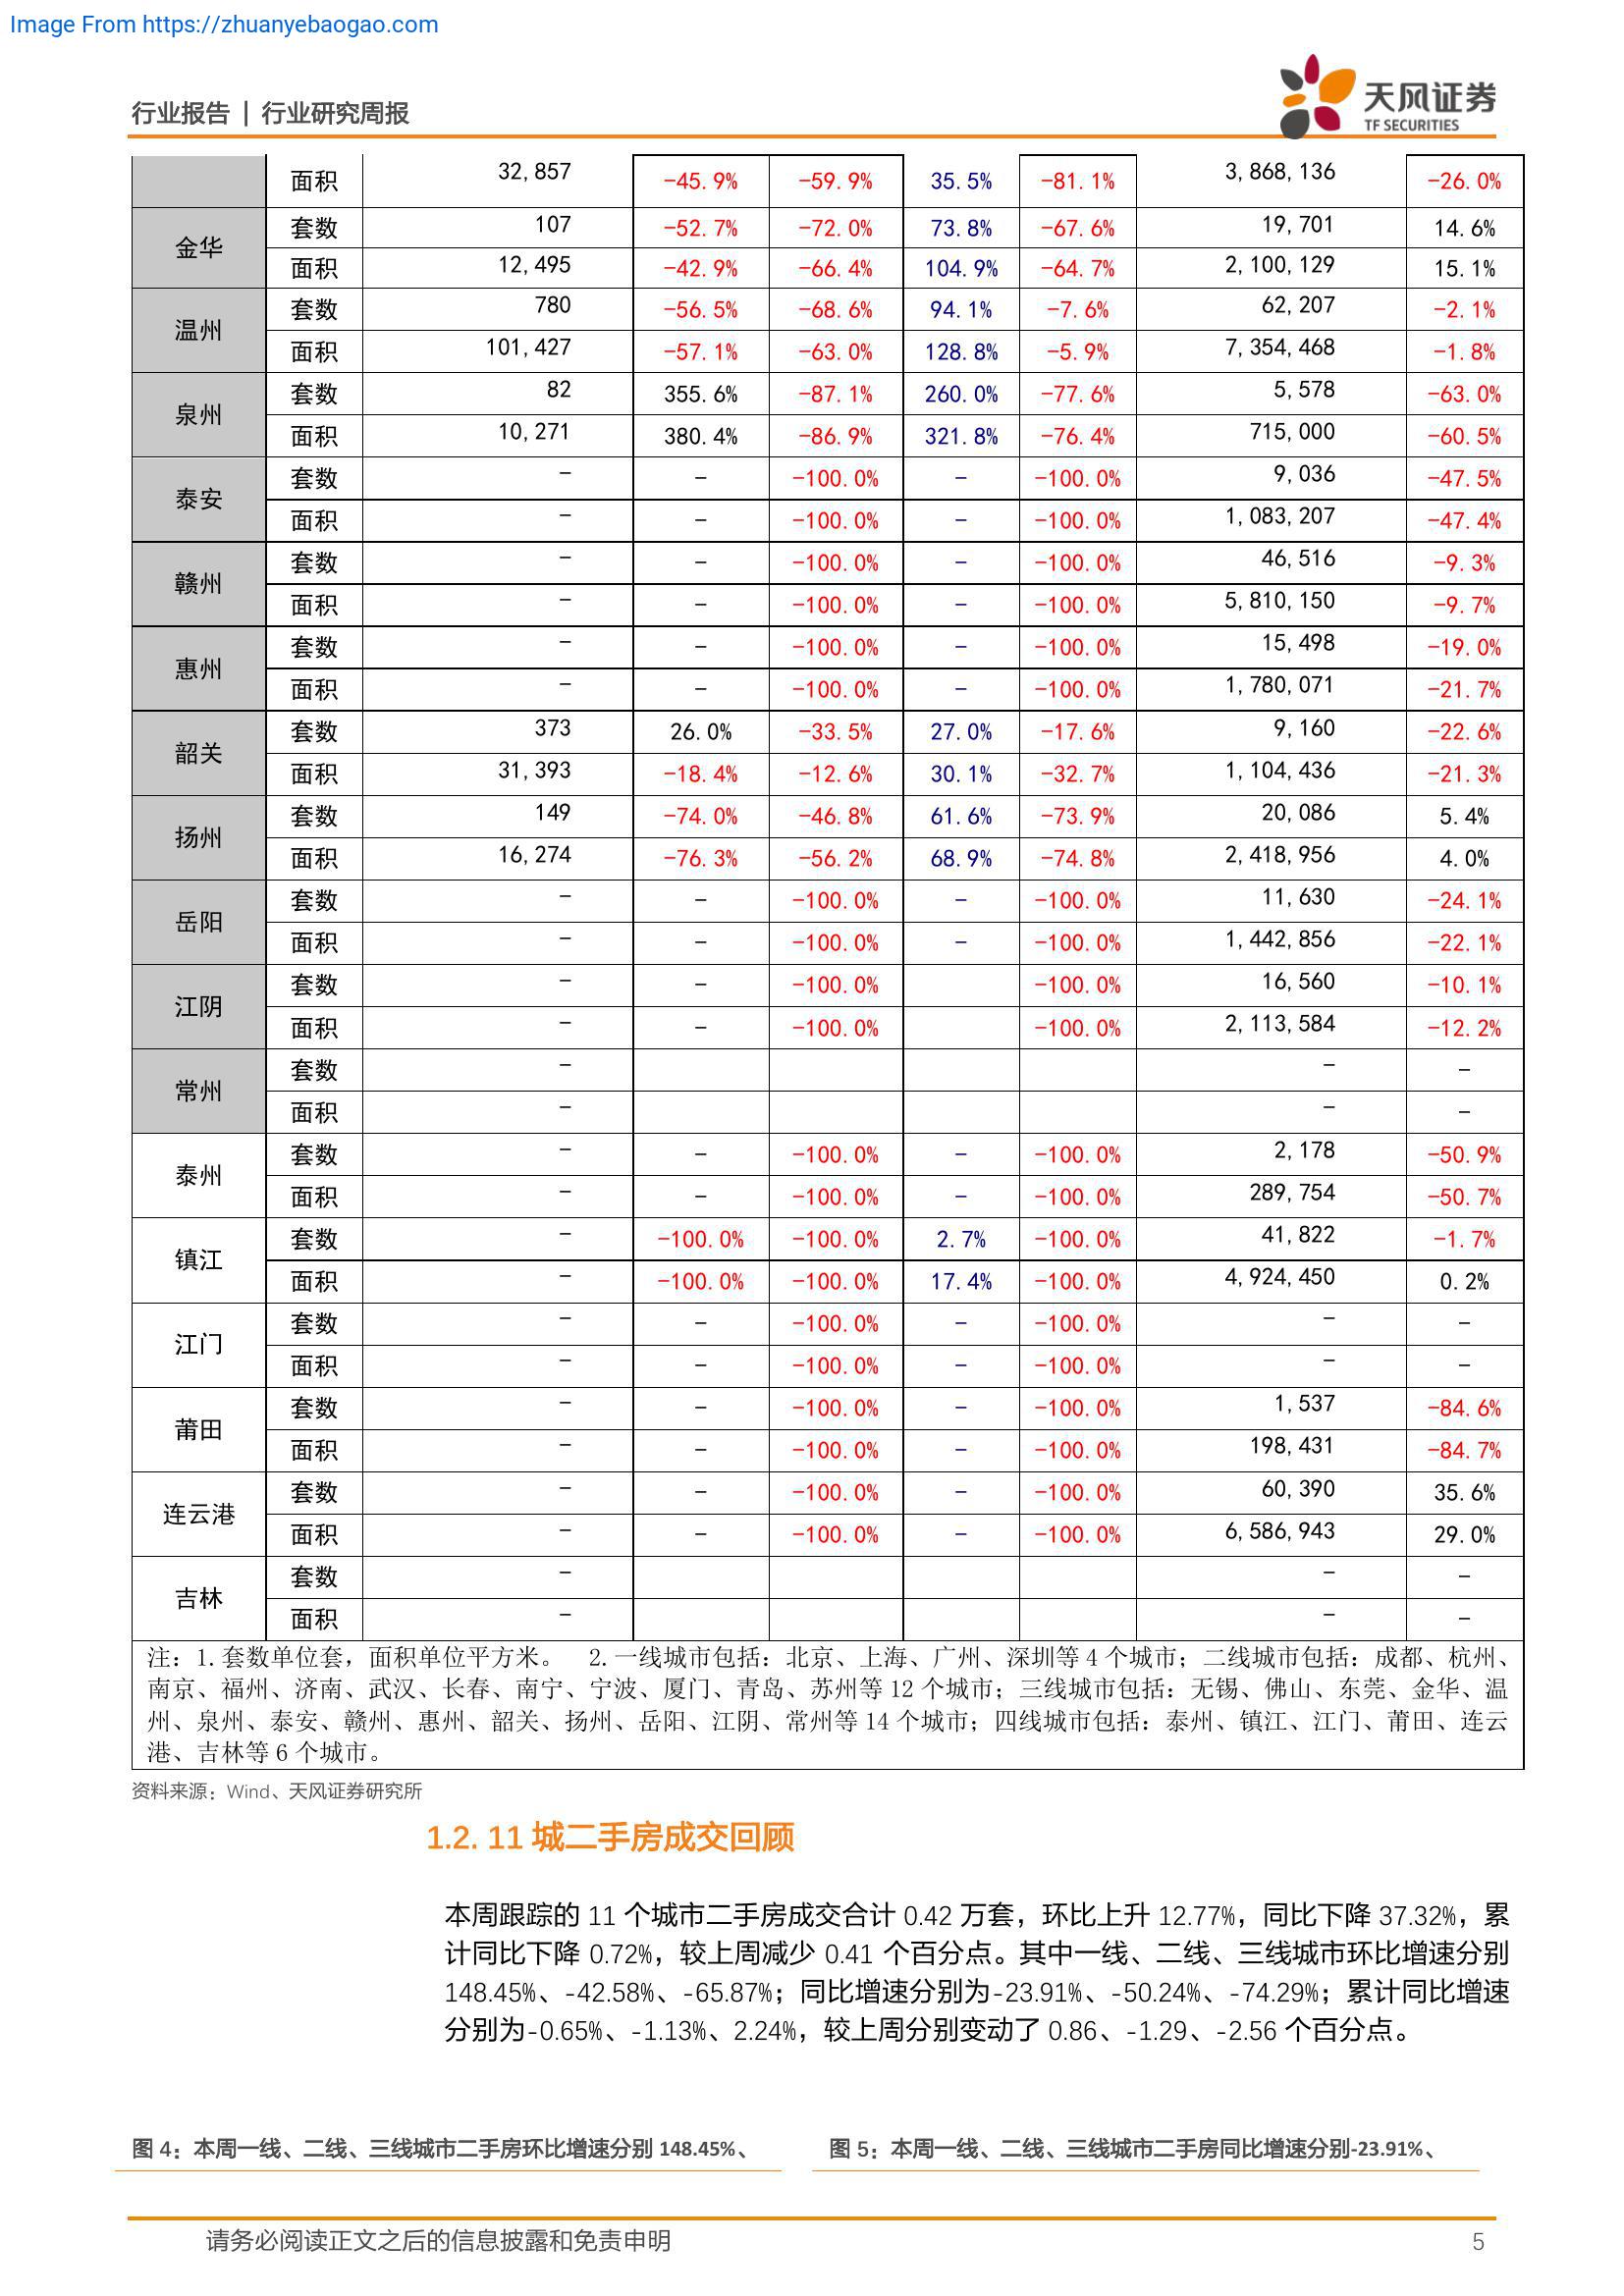 Image From https://zhuanyebaogao.com
行业报告 | 行业研究周报
天风证券
TF SECURITIES
面积 32,857 -45.9% -59.9% 35.5% -81.1% 3,868,136 -26.0%
金华 套数 107 -52.7% -72.0% 73.8% -67.6% 19,701 14.6%
面积 12,495 -42.9% -66.4% 104.9% -64.7% 2,100,129 15.1%
温州 套数 780 -56.5% -68.6% 94.1% -7.6% 62,207 -2.1%
面积 101,427 -57.1% -63.0% 128.8% -5.9% 7,354,468 -1.8%
泉州 套数 82 355.6% -87.1% 260.0% -77.6% 5,578 -63.0%
面积 10,271 380.4% -86.9% 321.8% -76.4% 715,000 -60.5%
泰安 套数 - - -100.0% - -100.0% 9,036 -47.5%
面积 - - -100.0% - -100.0% 1,083,207 -47.4%
赣州 套数 - - -100.0% - -100.0% 46,516 -9.3%
面积 - - -100.0% - -100.0% 5,810,150 -9.7%
惠州 套数 - - -100.0% - -100.0% 15,498 -19.0%
面积 - - -100.0% - -100.0% 1,780,071 -21.7%
韶关 套数 373 26.0% -33.5% 27.0% -17.6% 9,160 -22.6%
面积 31,393 -18.4% -12.6% 30.1% -32.7% 1,104,436 -21.3%
扬州 套数 149 -74.0% -46.8% 61.6% -73.9% 20,086 5.4%
面积 16,274 -76.3% -56.2% 68.9% -74.8% 2,418,956 4.0%
岳阳 套数 - - -100.0% - -100.0% 11,630 -24.1%
面积 - - -100.0% - -100.0% 1,442,856 -22.1%
江阴 套数 - - -100.0% -100.0% 16,560 -10.1%
面积 - - -100.0% -100.0% 2,113,584 -12.2%
常州 套数 - - -
面积 - - -
泰州 套数 - - -100.0% - -100.0% 2,178 -50.9%
面积 - - -100.0% - -100.0% 289,754 -50.7%
镇江 套数 - -100.0% -100.0% 2.7% -100.0% 41,822 -1.7%
面积 - -100.0% -100.0% 17.4% -100.0% 4,924,450 0.2%
江门 套数 - - -100.0% - -100.0% - -
面积 - - -100.0% - -100.0% - -
莆田 套数 - - -100.0% - -100.0% 1,537 -84.6%
面积 - - -100.0% - -100.0% 198,431 -84.7%
连云港 套数 - - -100.0% - -100.0% 60,390 35.6%
面积 - - -100.0% - -100.0% 6,586,943 29.0%
吉林 套数 - - -
面积 - - -
注：1.套数单位套，面积单位平方米。 2.一线城市包括：北京、上海、广州、深圳等 4 个城市；二线城市包括：成都、杭州、
南京、福州、济南、武汉、长春、南宁、宁波、厦门、青岛、苏州等 12 个城市；三线城市包括：无锡、佛山、东莞、金华、温
州、泉州、泰安、赣州、惠州、韶关、扬州、岳阳、江阴、常州等 14 个城市；四线城市包括：泰州、镇江、江门、莆田、连云
港、吉林等 6 个城市。
资料来源：Wind、天风证券研究所
1.2. 11 城二手房成交回顾
本周跟踪的 11 个城市二手房成交合计 0.42 万套，环比上升 12.77%，同比下降 37.32%，累
计同比下降 0.72%，较上周减少 0.41 个百分点。其中一线、二线、三线城市环比增速分别
148.45%、-42.58%、-65.87%；同比增速分别为-23.91%、-50.24%、-74.29%；累计同比增速
分别为-0.65%、-1.13%、2.24%，较上周分别变动了 0.86、-1.29、-2.56 个百分点。
图 4：本周一线、二线、三线城市二手房环比增速分别 148.45%、
图 5：本周一线、二线、三线城市二手房同比增速分别-23.91%、
请务必阅读正文之后的信息披露和免责申明 5